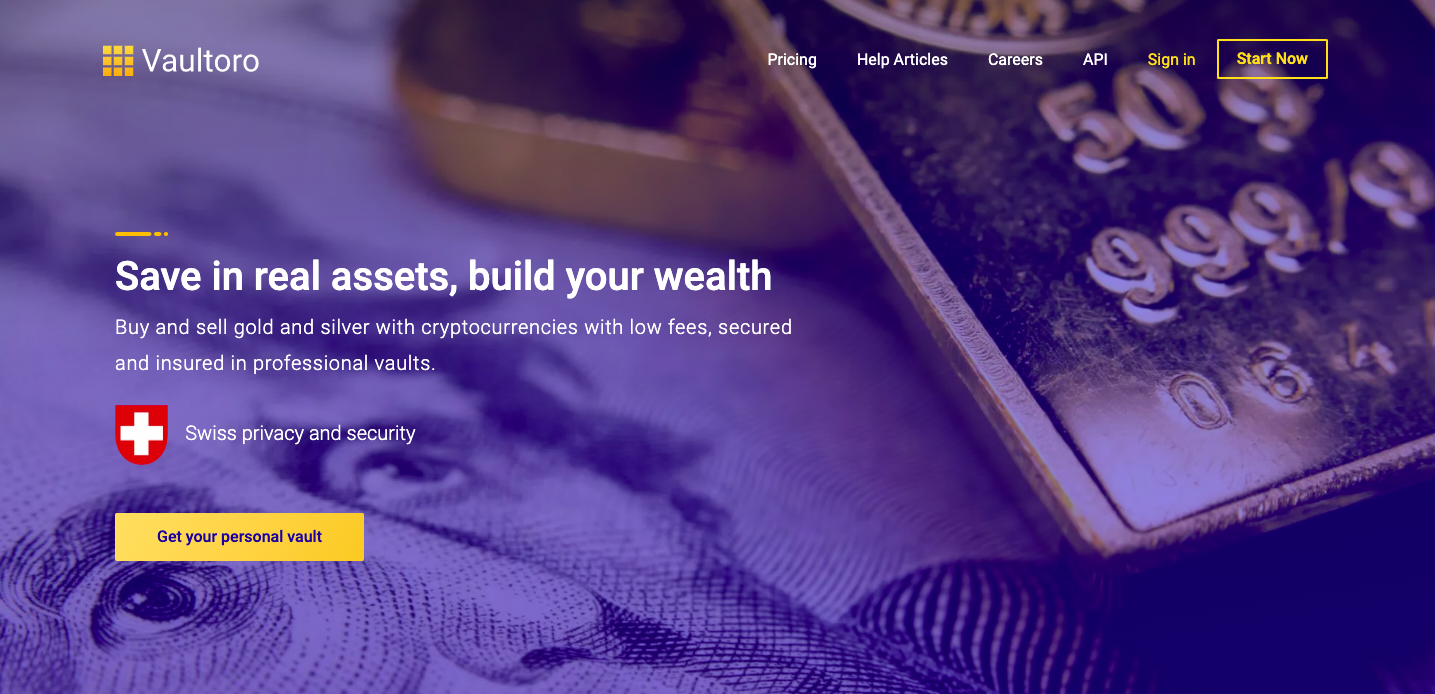 Vaultoro
Pricing
Help Articles
Careers
API
Sign in
Start Now
50g
999,9
064
Save in real assets, build your wealth
Buy and sell gold and silver with cryptocurrencies with low fees, secured
and insured in professional vaults.
Swiss privacy and security
Get your personal vault